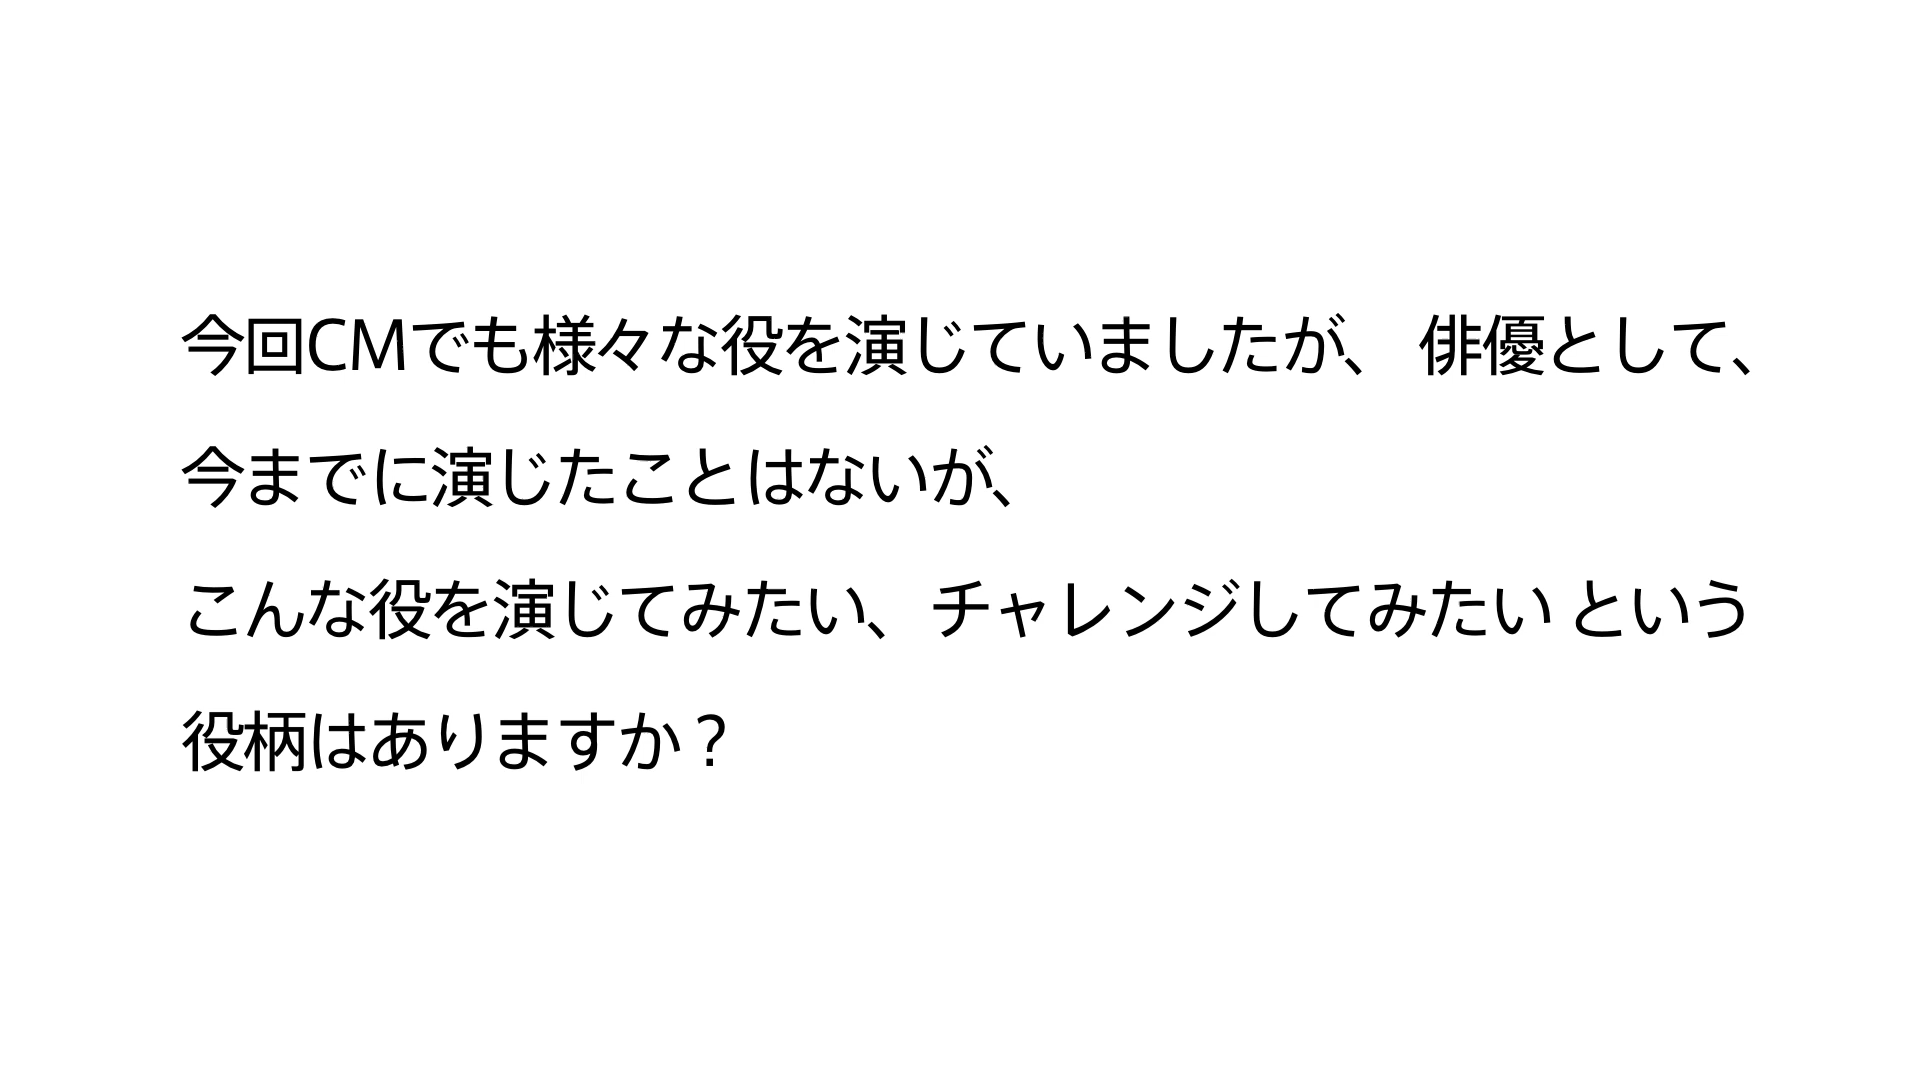 今回CMでも様々な役を演じていましたが、 俳優として、
今までに演じたことはないが、
こんな役を演じてみたい、チャレンジしてみたい という
役柄はありますか？